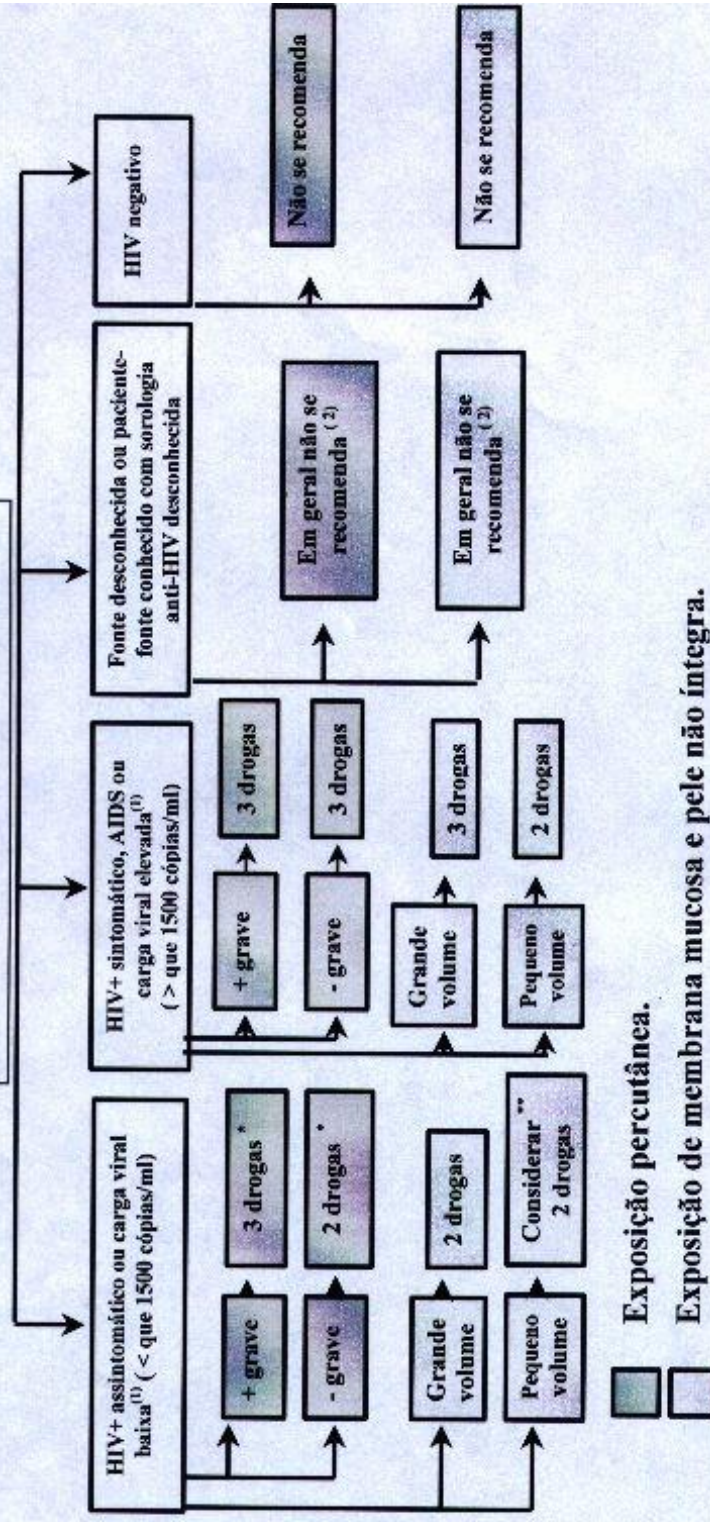 HIV+ assintomático ou carga viral
baixa(1) ( < que 1500 cópias/ml)
+ grave
3 drogas *
- grave
2 drogas *
Grande
volume
2 drogas
Pequeno
volume
Considerar **
2 drogas
HIV+ sintomático, AIDS ou
carga viral elevada(1)
( > que 1500 cópias/ml)
+ grave
3 drogas
- grave
3 drogas
Grande
volume
3 drogas
Pequeno
volume
2 drogas
Fonte desconhecida ou paciente-
fonte conhecido com sorologia
anti-HIV desconhecida
Em geral não se
recomenda (2)
Em geral não se
recomenda (2)
HIV negativo
Não se recomenda
Não se recomenda
Exposição percutânea.
Exposição de membrana mucosa e pele não íntegra.